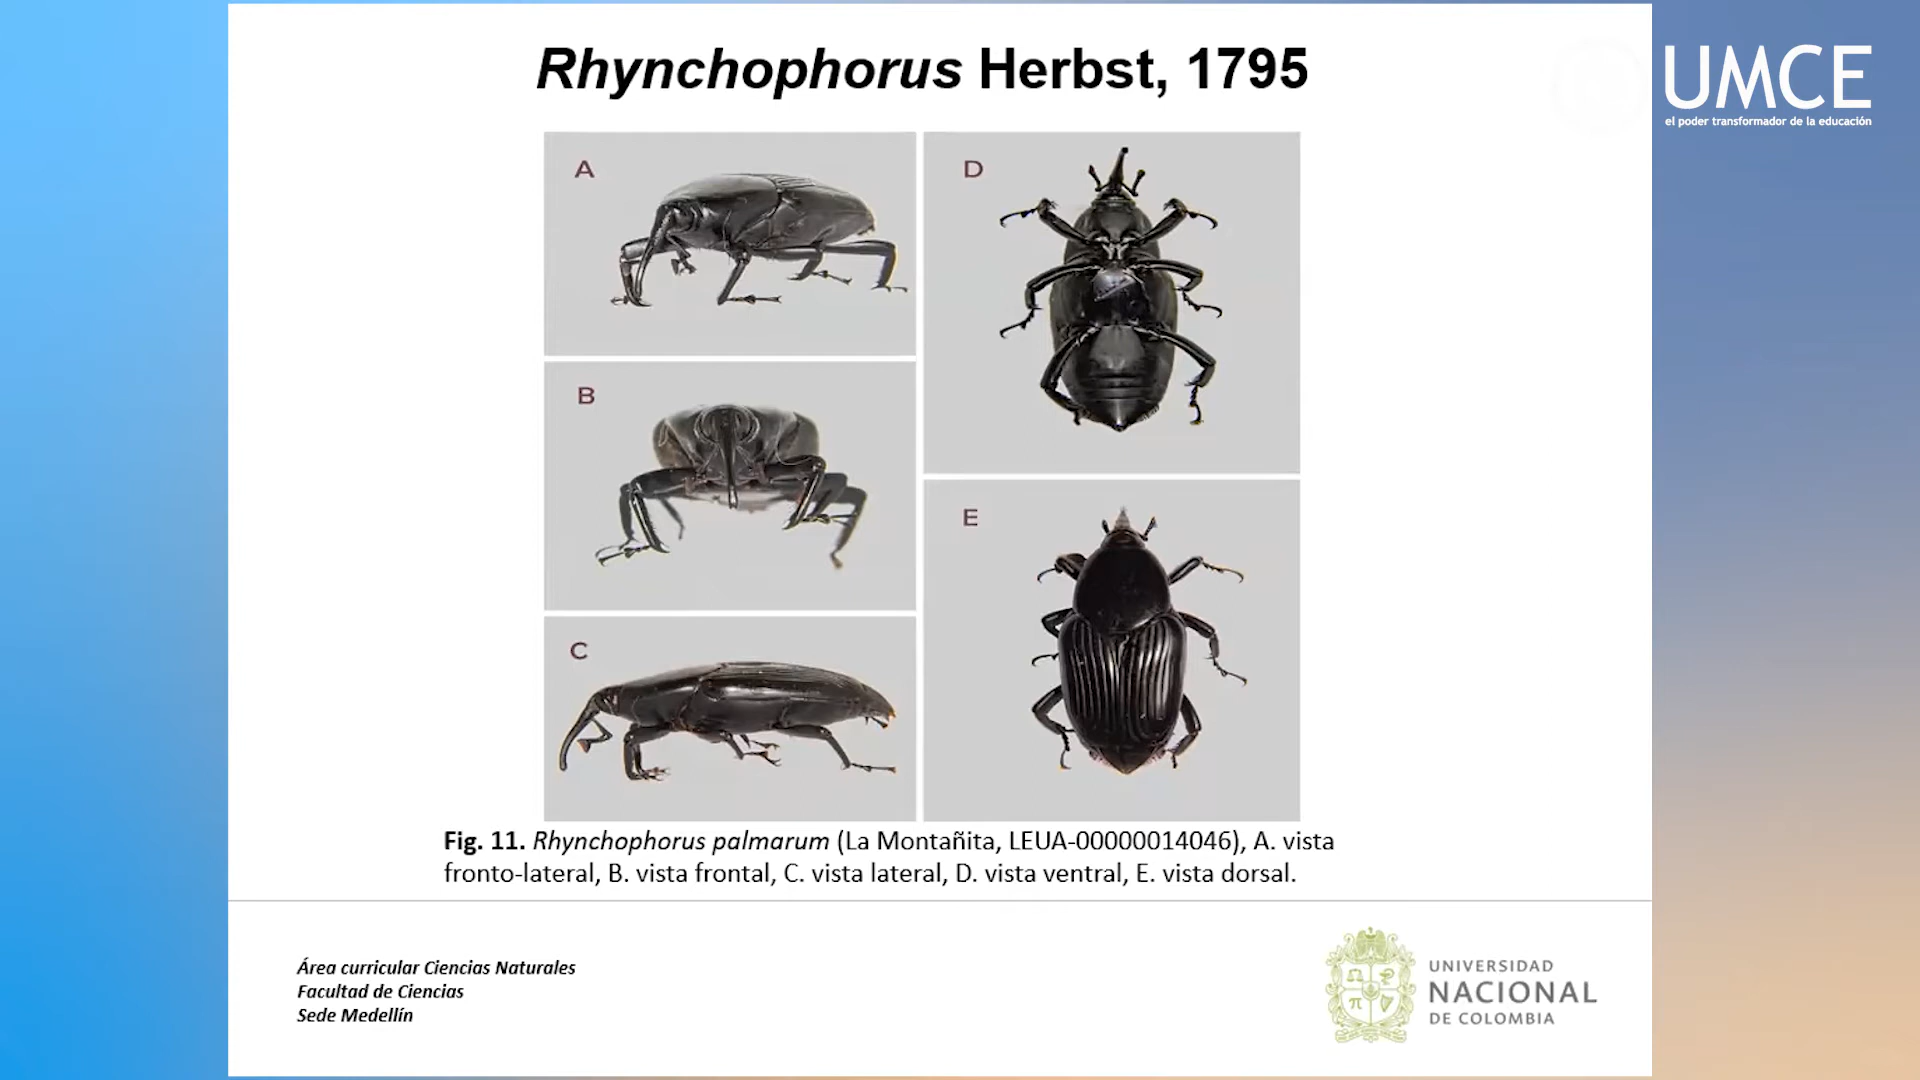 Rhynchophorus Herbst, 1795
UMCE
el poder transformador de la educación
A
D
B
E
C
Fig. 11. Rhynchophorus palmarum (La Montañita, LEUA-00000014046), A. vista
fronto-lateral, B. vista frontal, C. vista lateral, D. vista ventral, E. vista dorsal.
Área curricular Ciencias Naturales
Facultad de Ciencias
Sede Medellín
UNIVERSIDAD
NACIONAL
DE COLOMBIA